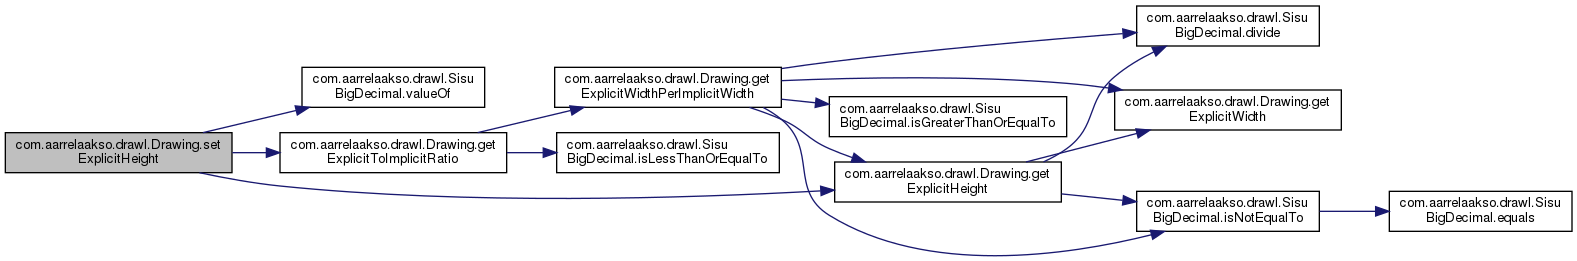 com.aarrelaakso.drawl.Drawing.set
ExplicitHeight
com.aarrelaakso.drawl.Sisu
BigDecimal.valueOf
com.aarrelaakso.drawl.Drawing.get
ExplicitToImplicitRatio
com.aarrelaakso.drawl.Drawing.get
ExplicitWidthPerImplicitWidth
com.aarrelaakso.drawl.Sisu
BigDecimal.isLessThanOrEqualTo
com.aarrelaakso.drawl.Sisu
BigDecimal.isGreaterThanOrEqualTo
com.aarrelaakso.drawl.Drawing.get
ExplicitHeight
com.aarrelaakso.drawl.Sisu
BigDecimal.divide
com.aarrelaakso.drawl.Drawing.get
ExplicitWidth
com.aarrelaakso.drawl.Sisu
BigDecimal.isNotEqualTo
com.aarrelaakso.drawl.Sisu
BigDecimal.equals